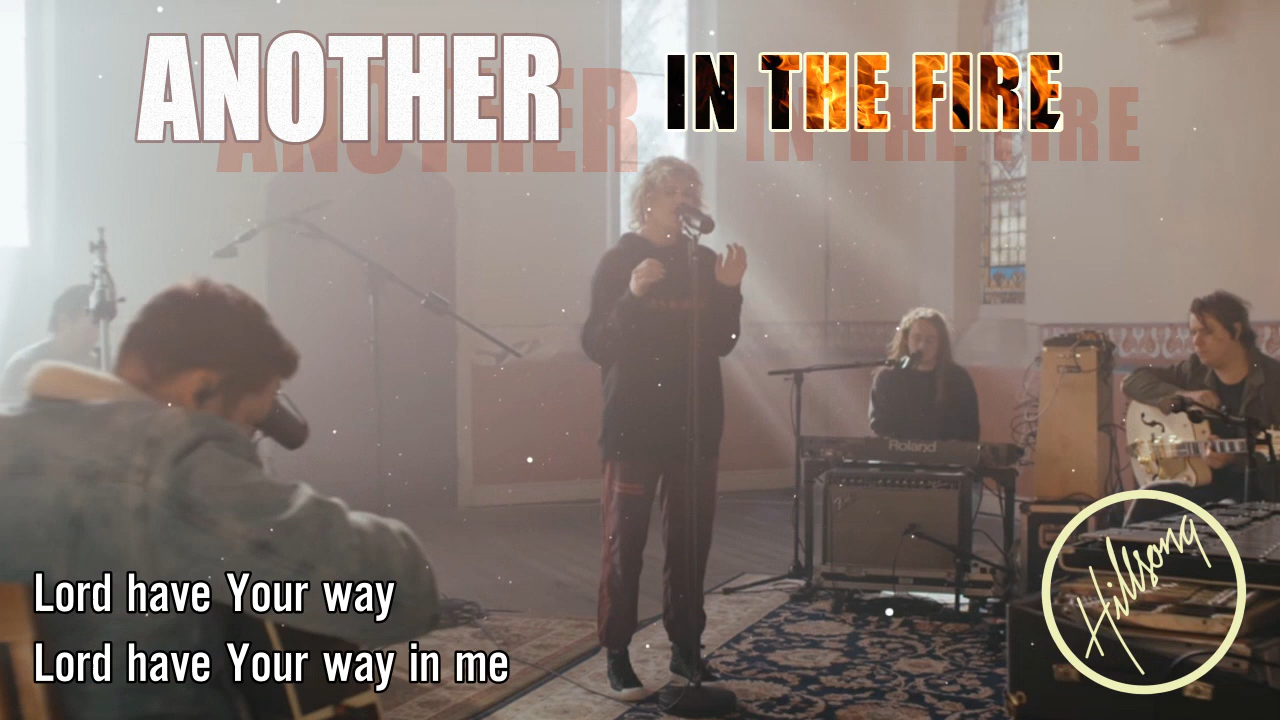 ANOTHER IN THE FIRE
Roland
Lord have Your way
Lord have Your way in me
Hillsong